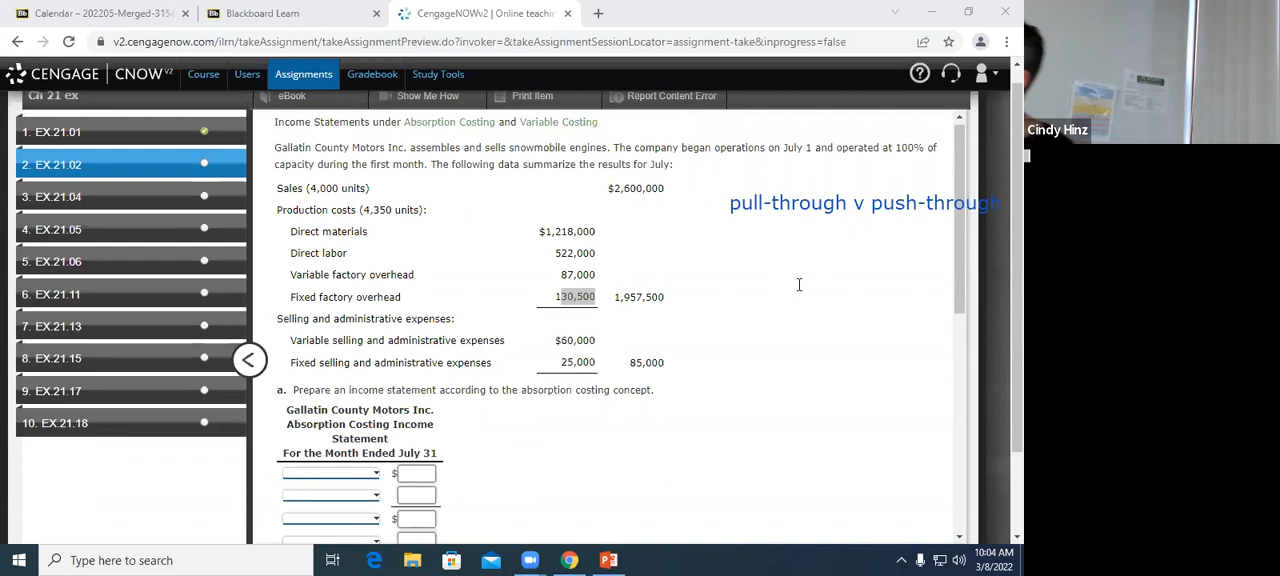 Calendar – 202205-Merged-3154
Blackboard Learn
CengageNOWv2 | Online teachin
v2.cengagenow.com/ilrn/takeAssignment/takeAssignmentPreview.do?invoker=&takeAssignmentSessionLocator=assignment-take&inprogress=false
CENGAGE | CNOWv2 Course Users Assignments Gradebook Study Tools
Ch 21 ex
eBook Show Me How Print Item Report Content Error
1. EX.21.01
2. EX.21.02
3. EX.21.04
4. EX.21.05
5. EX.21.06
6. EX.21.11
7. EX.21.13
8. EX.21.15
9. EX.21.17
10. EX.21.18
Income Statements under Absorption Costing and Variable Costing
Gallatin County Motors Inc. assembles and sells snowmobile engines. The company began operations on July 1 and operated at 100% of
capacity during the first month. The following data summarize the results for July:
Sales (4,000 units) $2,600,000
pull-through v push-through
Production costs (4,350 units):
Direct materials $1,218,000
Direct labor 522,000
Variable factory overhead 87,000
Fixed factory overhead 130,500 1,957,500
Selling and administrative expenses:
Variable selling and administrative expenses $60,000
Fixed selling and administrative expenses 25,000 85,000
a. Prepare an income statement according to the absorption costing concept.
Gallatin County Motors Inc.
Absorption Costing Income
Statement
For the Month Ended July 31
$
$
Cindy Hinz
Type here to search
10:04 AM
3/8/2022